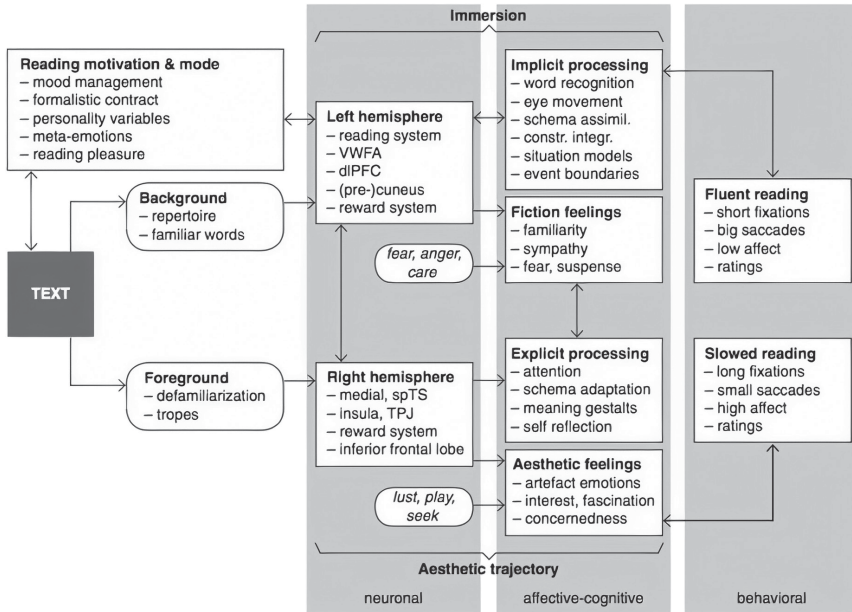 Immersion
Reading motivation & mode
– mood management
– formalistic contract
– personality variables
– meta-emotions
– reading pleasure
Background
– repertoire
– familiar words
TEXT
Foreground
– defamiliarization
– tropes
Left hemisphere
– reading system
– VWFA
– dlPFC
– (pre-)cuneus
– reward system
fear, anger,
care
Right hemisphere
– medial, spTS
– insula, TPJ
– reward system
– inferior frontal lobe
lust, play,
seek
Implicit processing
– word recognition
– eye movement
– schema assimil.
– constr. integr.
– situation models
– event boundaries
Fiction feelings
– familiarity
– sympathy
– fear, suspense
Explicit processing
– attention
– schema adaptation
– meaning gestalts
– self reflection
Aesthetic feelings
– artefact emotions
– interest, fascination
– concernedness
Fluent reading
– short fixations
– big saccades
– low affect
– ratings
Slowed reading
– long fixations
– small saccades
– high affect
– ratings
Aesthetic trajectory
neuronal
affective-cognitive
behavioral